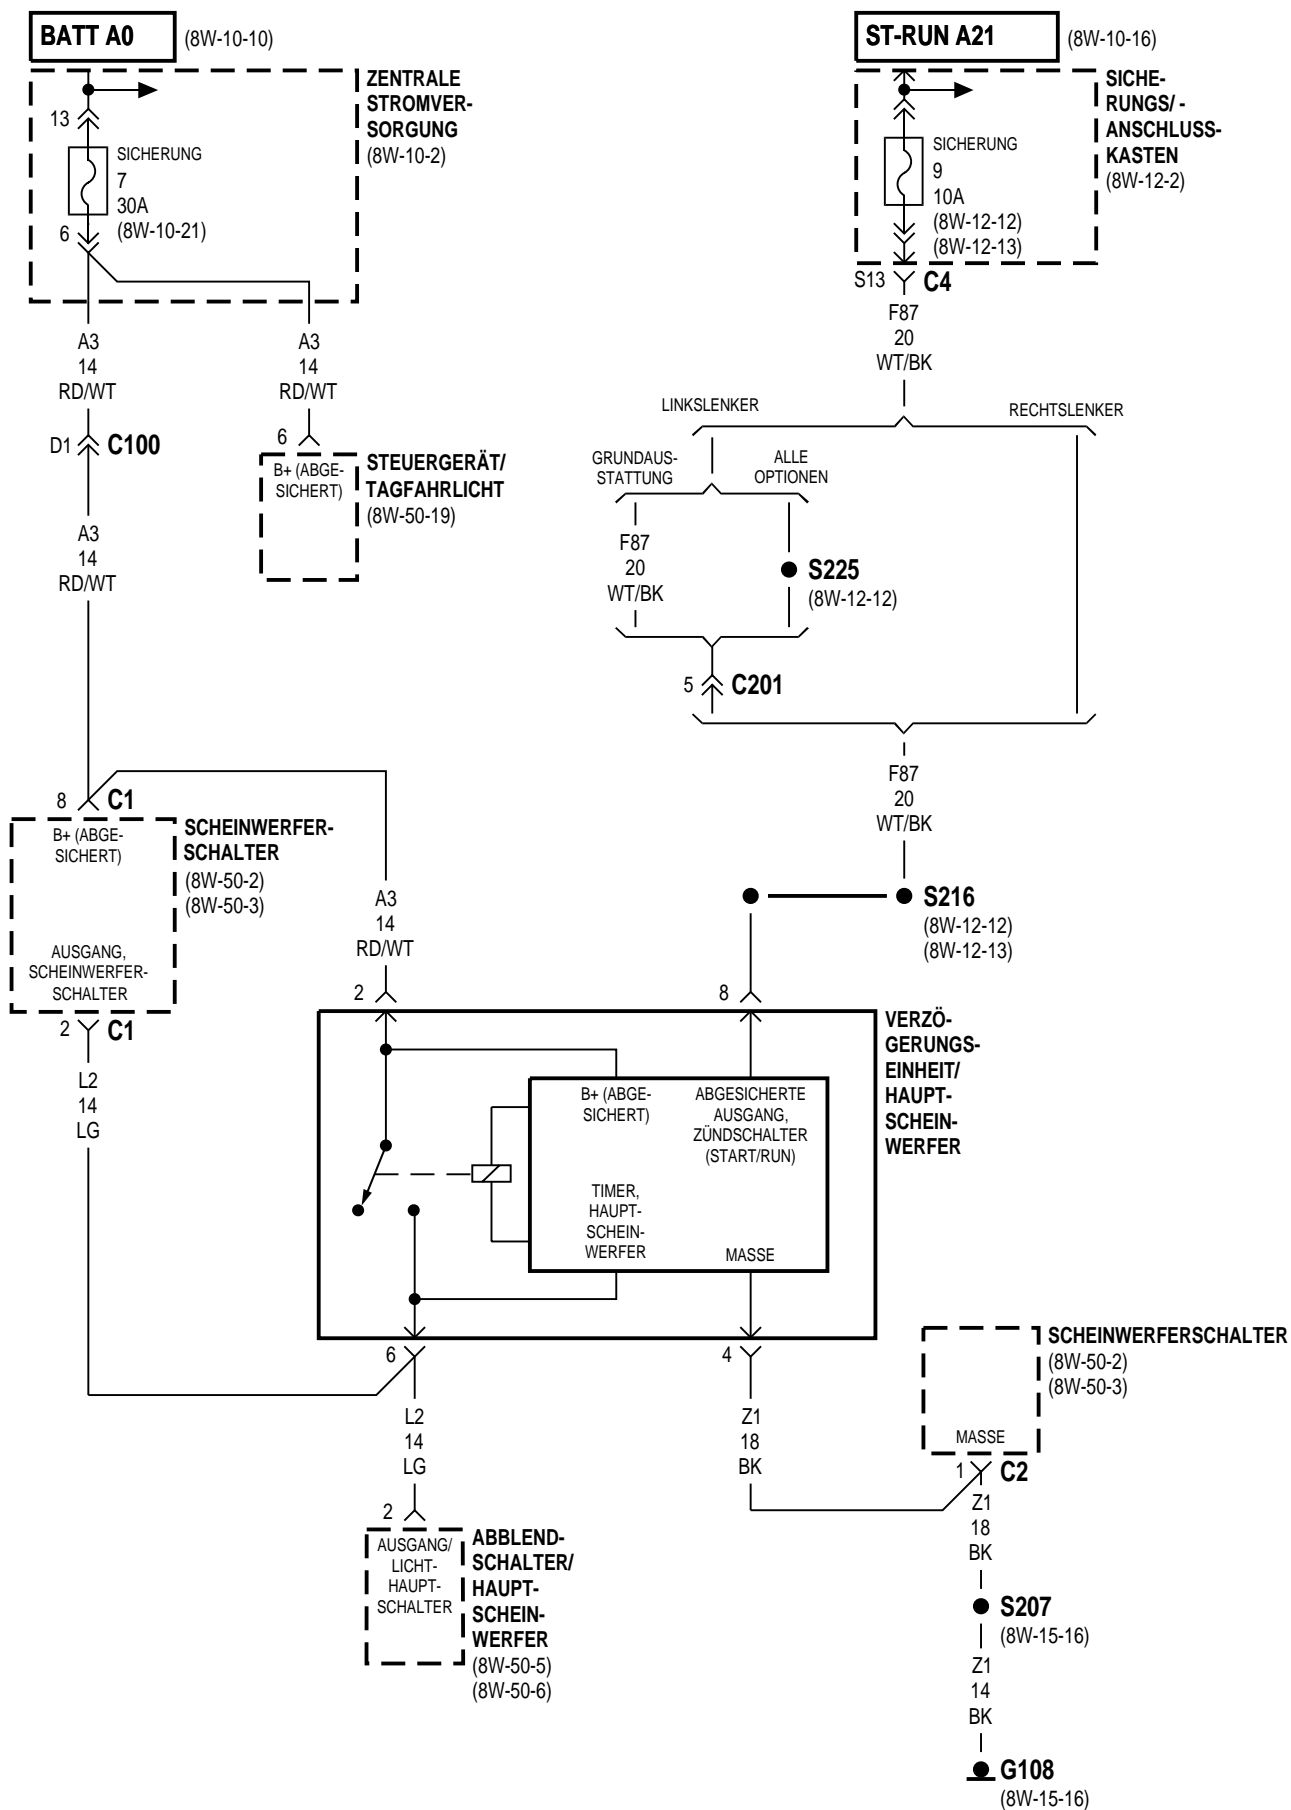 BATT A0
(8W-10-10)
ST-RUN A21
(8W-10-16)
ZENTRALE
STROMVER-
SORGUNG
(8W-10-2)
13
SICHERUNG
7
30A
(8W-10-21)
6
SICHE-
RUNGS/ -
ANSCHLUSS-
KASTEN
(8W-12-2)
SICHERUNG
9
10A
(8W-12-12)
(8W-12-13)
S13
C4
F87
20
WT/BK
A3
14
RD/WT
A3
14
RD/WT
D1
C100
6
B+ (ABGE-
SICHERT)
STEUERGERÄT/
TAGFAHRLICHT
(8W-50-19)
LINKSLENKER
RECHTSLENKER
GRUNDAUS-
STATTUNG
ALLE
OPTIONEN
A3
14
RD/WT
F87
20
WT/BK
S225
(8W-12-12)
5
C201
F87
20
WT/BK
8
C1
B+ (ABGE-
SICHERT)
SCHEINWERFER-
SCHALTER
(8W-50-2)
(8W-50-3)
AUSGANG,
SCHEINWERFER-
SCHALTER
2
C1
A3
14
RD/WT
S216
(8W-12-12)
(8W-12-13)
2
8
L2
14
LG
VERZÖ-
GERUNGS-
EINHEIT/
HAUPT-
SCHEIN-
WERFER
B+ (ABGE-
SICHERT)
ABGESICHERTE
AUSGANG,
ZÜNDSCHALTER
(START/RUN)
TIMER,
HAUPT-
SCHEIN-
WERFER
MASSE
6
4
SCHEINWERFERSCHALTER
(8W-50-2)
(8W-50-3)
MASSE
1
C2
L2
14
LG
Z1
18
BK
Z1
18
BK
2
AUSGANG/
LICHT-
HAUPT-
SCHALTER
ABBLEND-
SCHALTER/
HAUPT-
SCHEIN-
WERFER
(8W-50-5)
(8W-50-6)
S207
(8W-15-16)
Z1
14
BK
G108
(8W-15-16)